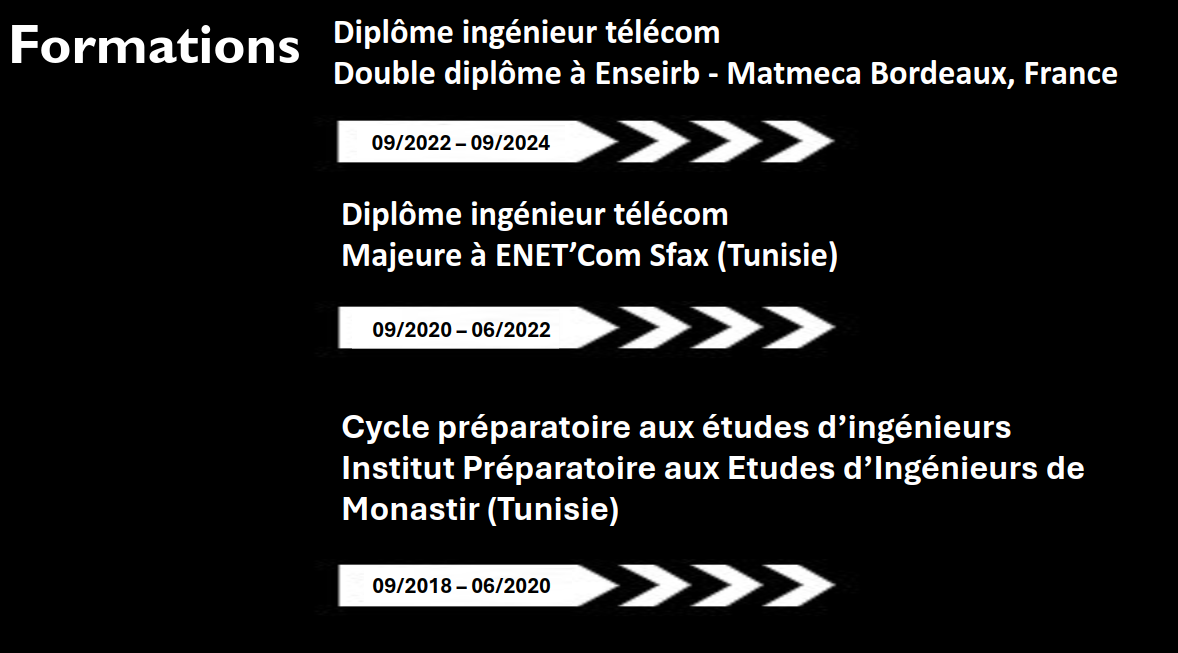 Formations
Diplôme ingénieur télécom
Double diplôme à Enseirb - Matmeca Bordeaux, France
09/2022 – 09/2024
Diplôme ingénieur télécom
Majeure à ENET’Com Sfax (Tunisie)
09/2020 – 06/2022
Cycle préparatoire aux études d’ingénieurs
Institut Préparatoire aux Etudes d’Ingénieurs de
Monastir (Tunisie)
09/2018 – 06/2020